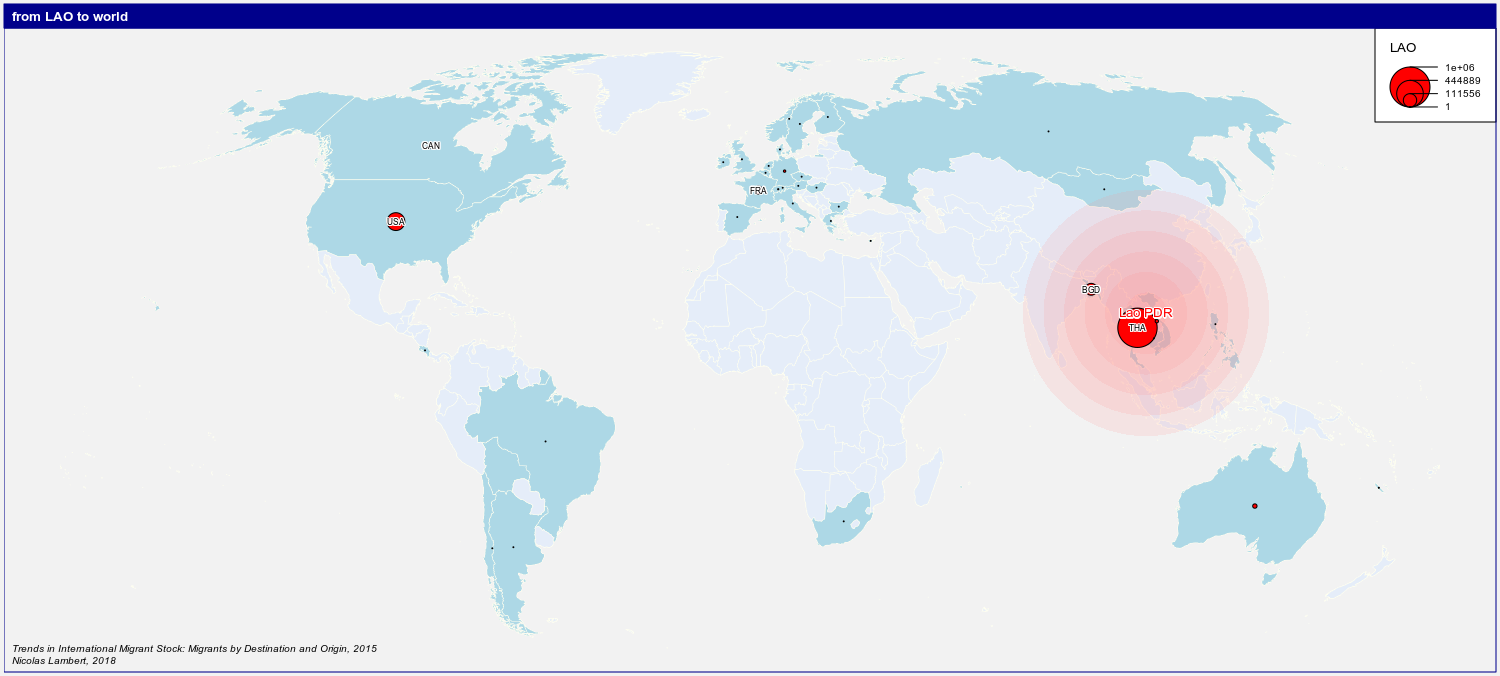 from LAO to world
LAO
1e+06
444889
111556
1
CAN
FRA
USA
BGD
Lao PDR
THA
Trends in International Migrant Stock: Migrants by Destination and Origin, 2015
Nicolas Lambert, 2018